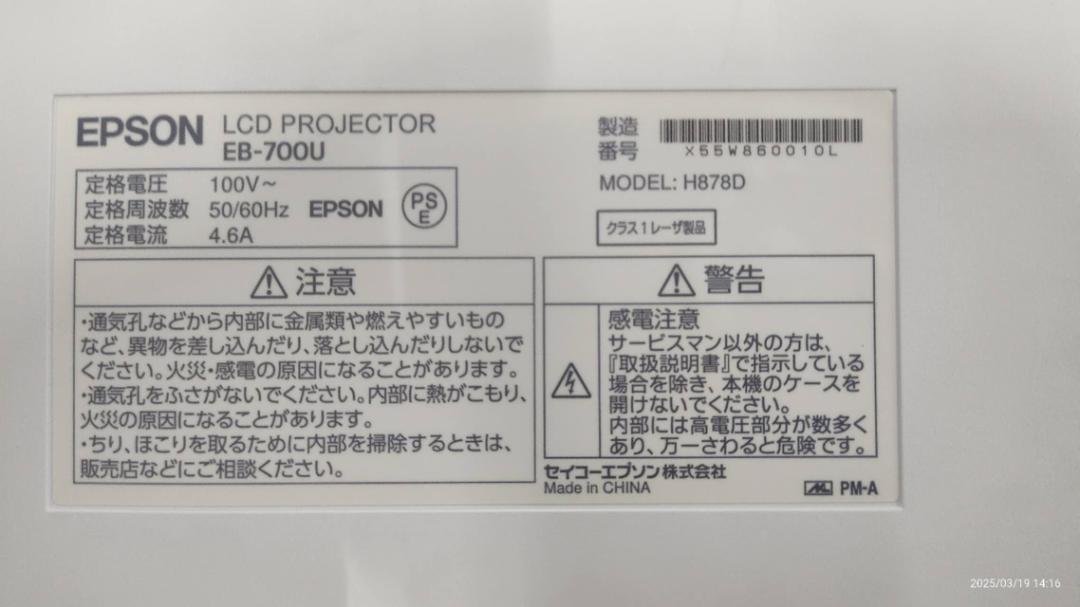 EPSON LCD PROJECTOR
EB-700U
定格電圧 100V~
定格周波数 50/60Hz EPSON PSE
定格電流 4.6A
製造
番号
X55W860010L
MODEL: H878D
クラス1レーザ製品
注意
・通気孔などから内部に金属類や燃えやすいもの
など、異物を差し込んだり、落とし込んだりしないで
ください。火災・感電の原因になることがあります。
・通気孔をふさがないでください。内部に熱がこもり、
火災の原因になることがあります。
・ちり、ほこりを取るために内部を掃除するときは、
販売店などにご相談ください。
警告
感電注意
サービスマン以外の方は、
『取扱説明書』で指示している
場合を除き、本機のケースを
開けないでください。
内部には高電圧部分が数多く
あり、万一さわると危険です。
セイコーエプソン株式会社
Made in CHINA
PM-A
2025/03/19 14:16